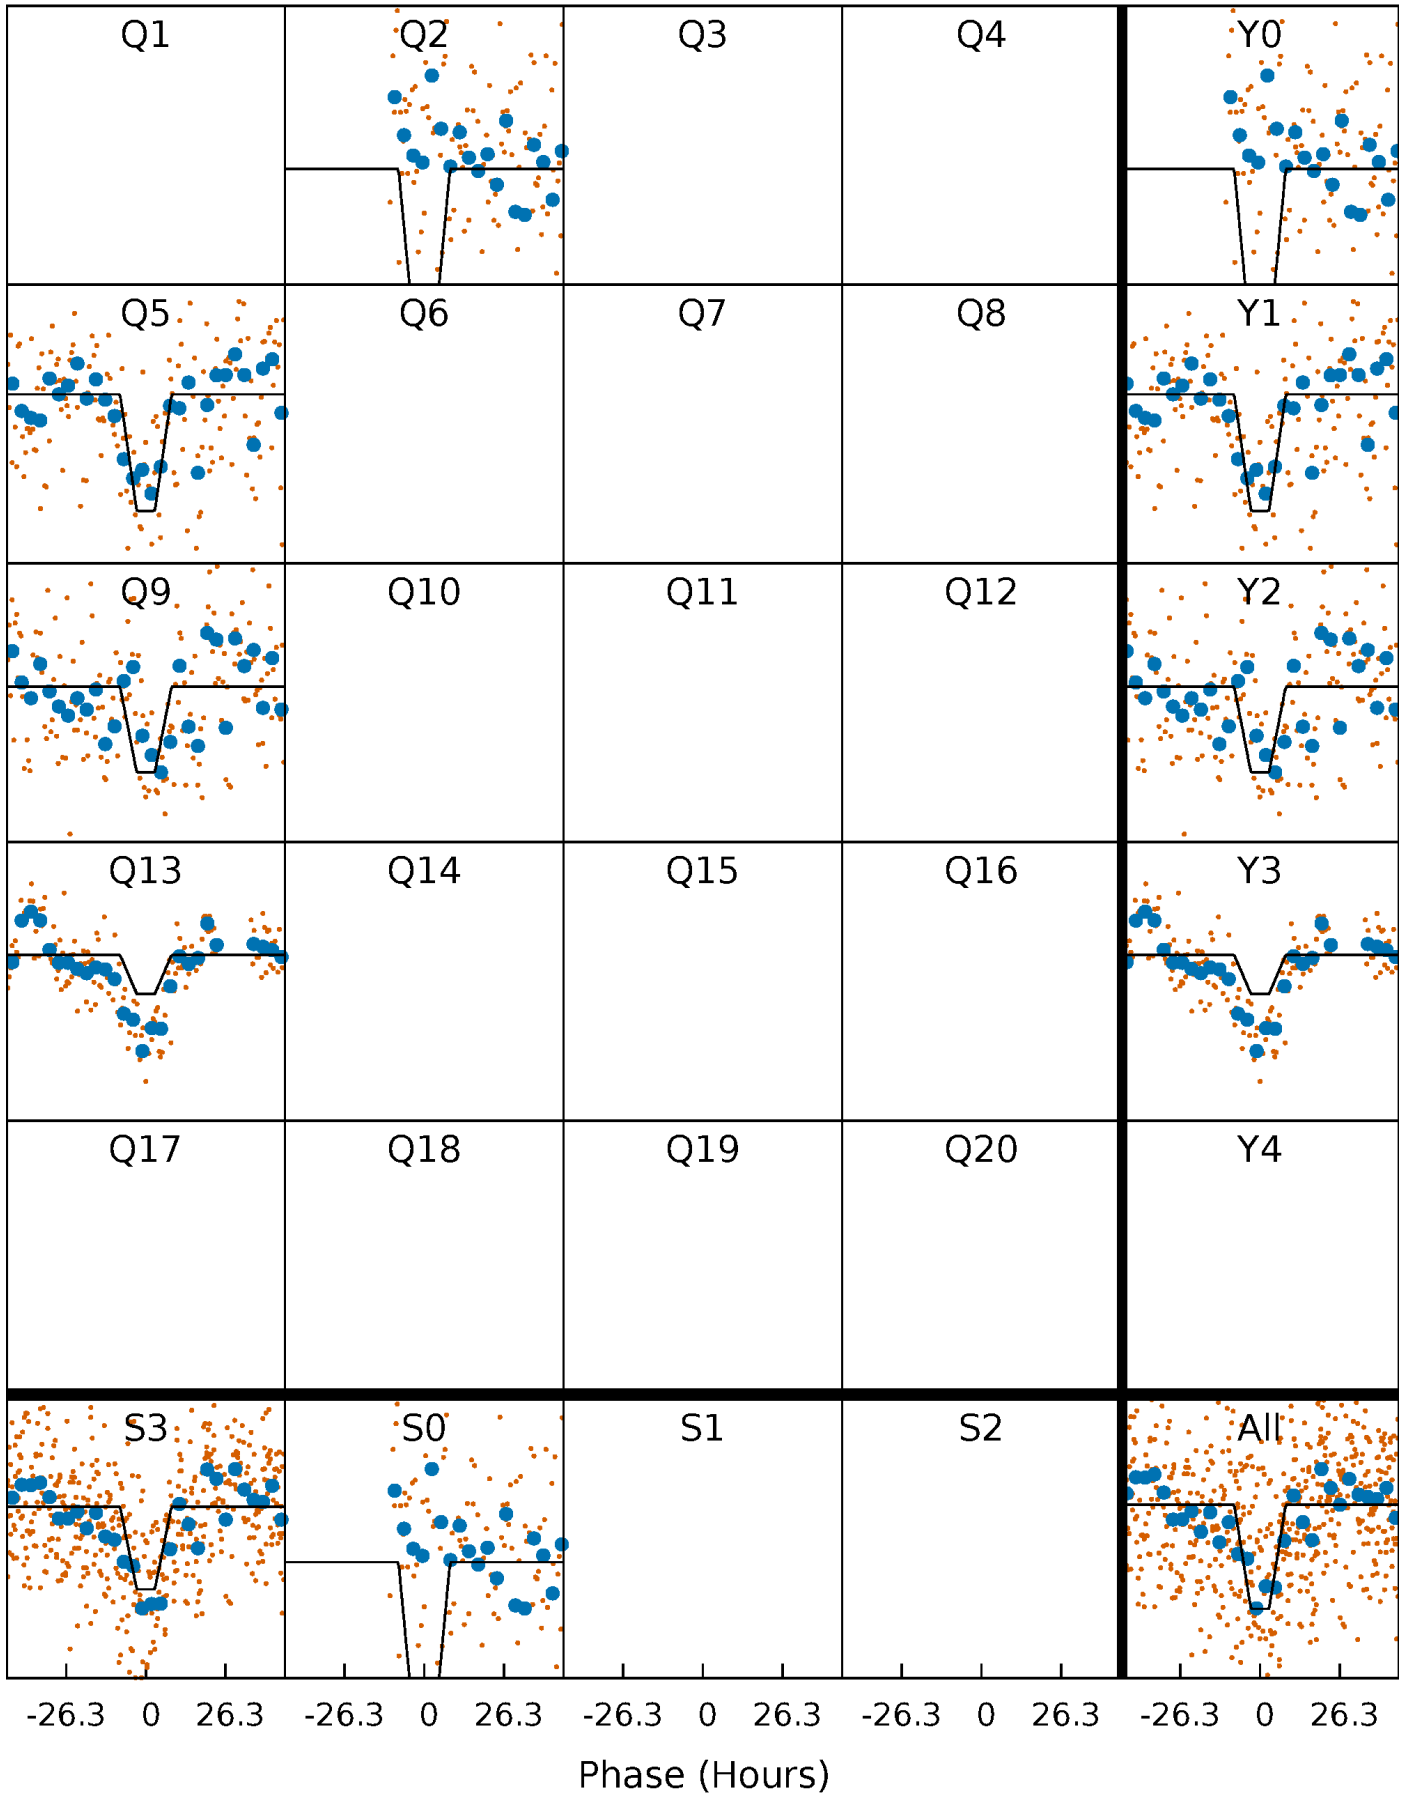 Q1 Q2 Q3 Q4 Y0
Q5 Q6 Q7 Q8 Y1
Q9 Q10 Q11 Q12 Y2
Q13 Q14 Q15 Q16 Y3
Q17 Q18 Q19 Q20 Y4
S3 S0 S1 S2 All
-26.3 0 26.3 -26.3 0 26.3 -26.3 0 26.3 -26.3 0 26.3 -26.3 0 26.3
Phase (Hours)